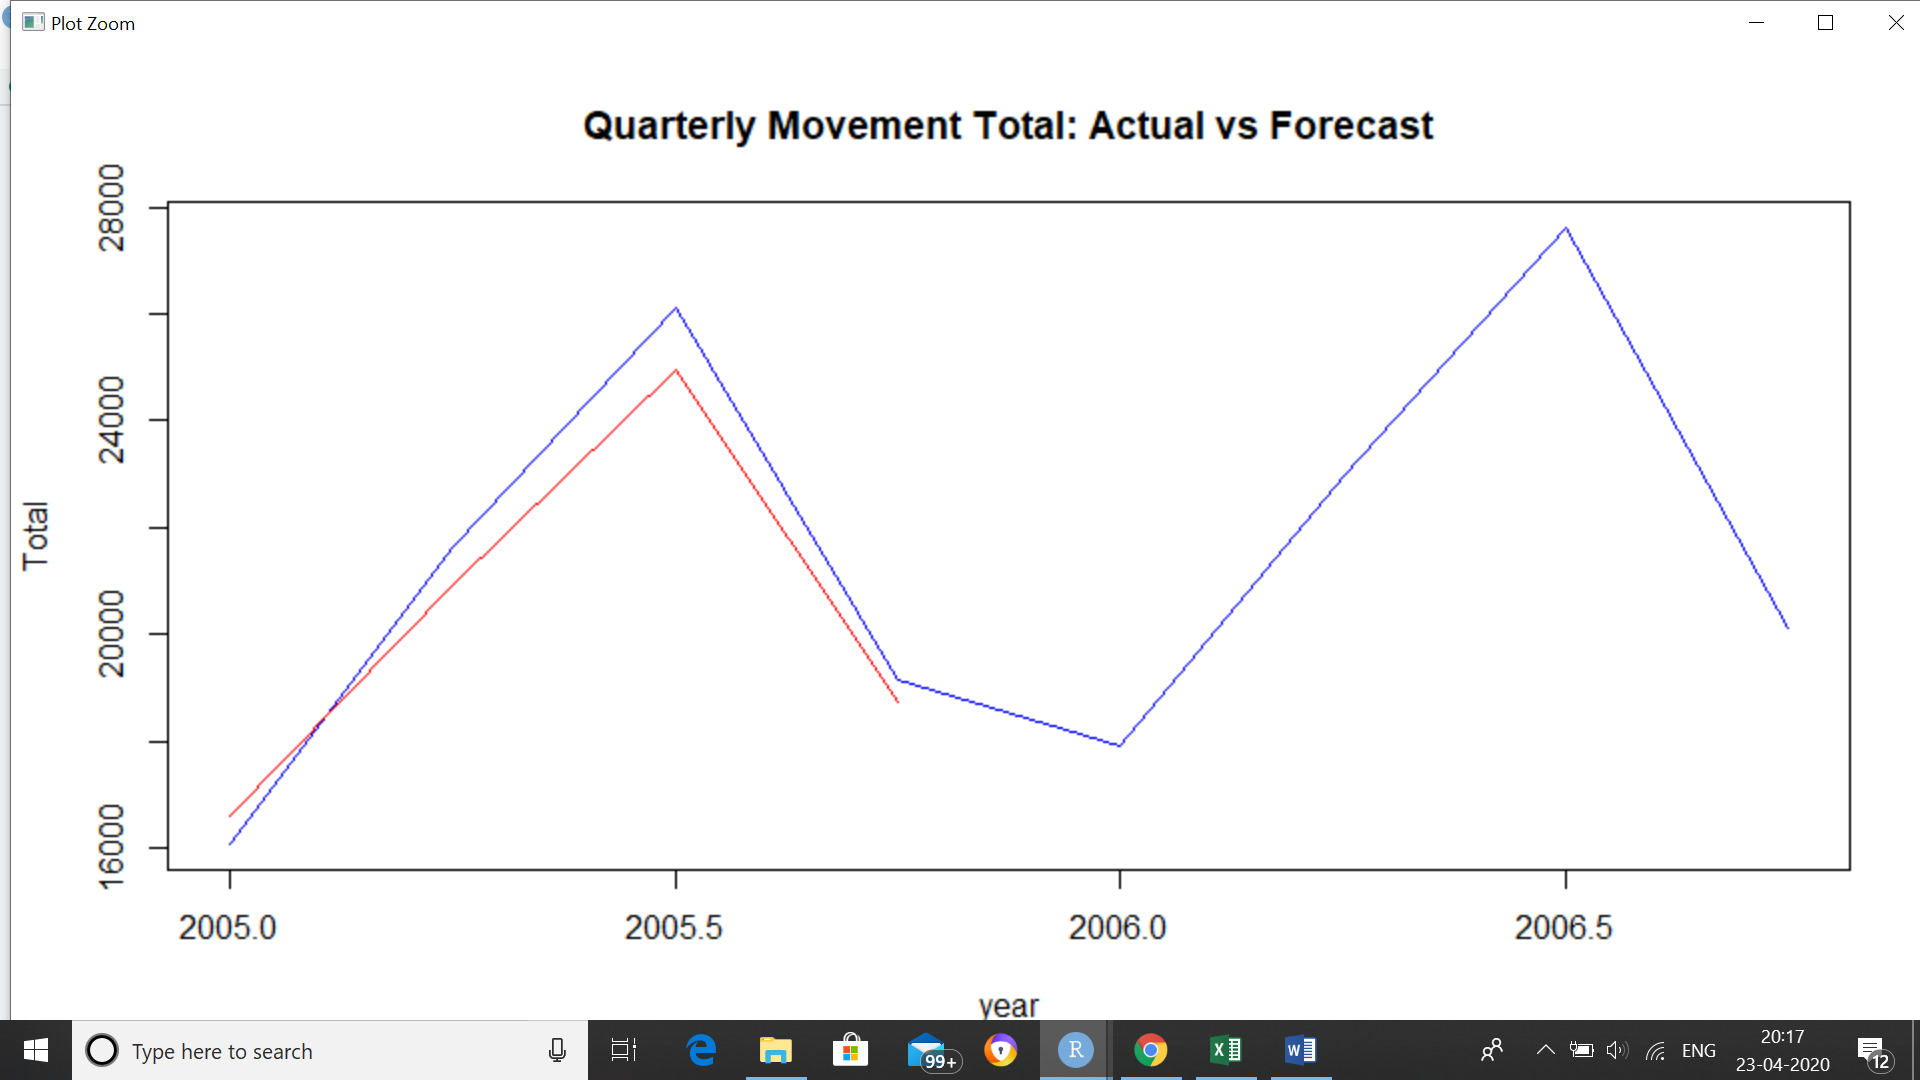 Plot Zoom
Quarterly Movement Total: Actual vs Forecast
28000
24000
20000
16000
Total
2005.0 2005.5 2006.0 2006.5
year
Type here to search
99+
R
ENG
20:17
23-04-2020
12